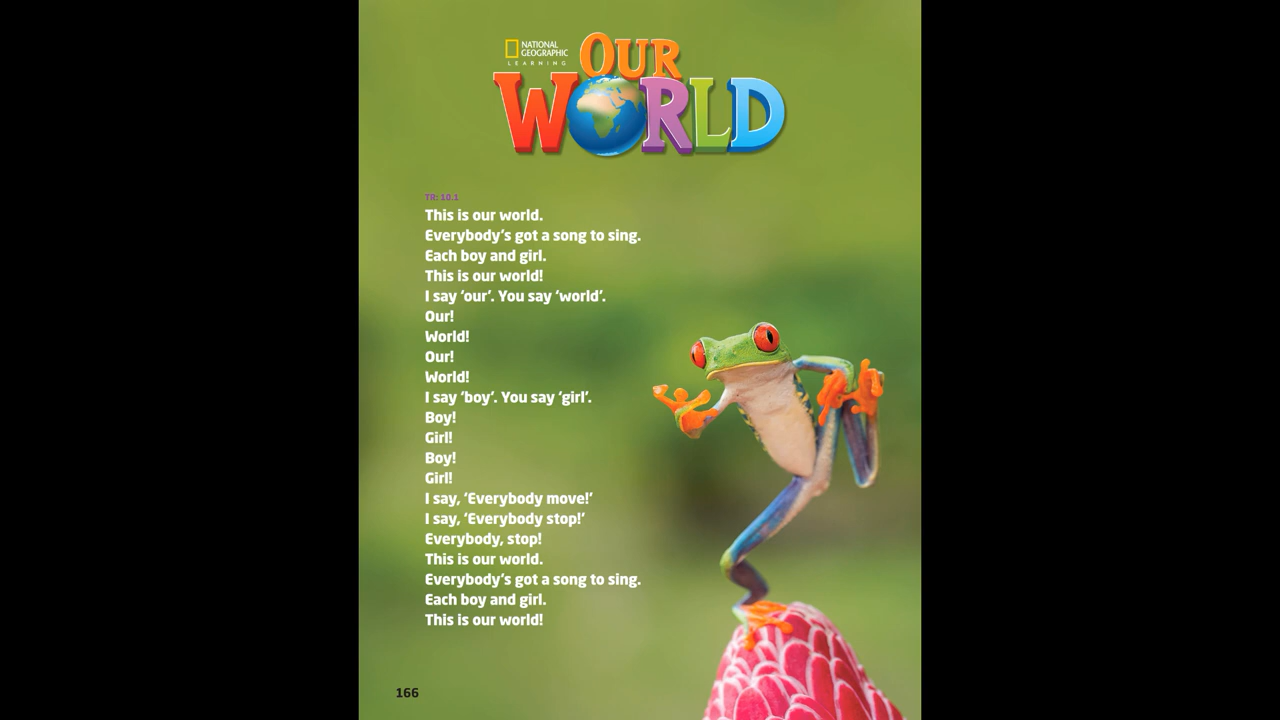 NATIONAL
GEOGRAPHIC
LEARNING
OUR
WORLD
TR: 10.1
This is our world.
Everybody's got a song to sing.
Each boy and girl.
This is our world!
I say ‘our’. You say ‘world’.
Our!
World!
Our!
World!
I say ‘boy’. You say ‘girl’.
Boy!
Girl!
Boy!
Girl!
I say, ‘Everybody move!’
I say, ‘Everybody stop!’
Everybody, stop!
This is our world.
Everybody's got a song to sing.
Each boy and girl.
This is our world!
166